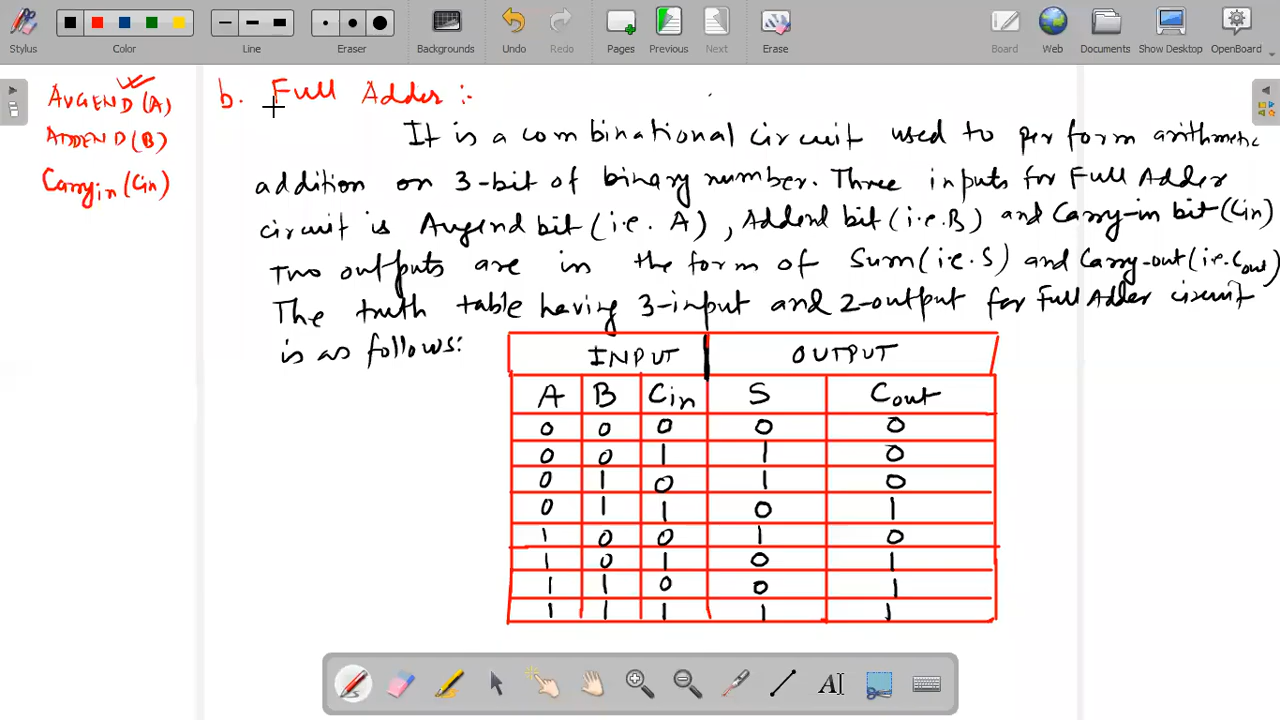 Stylus
Color
Line
Eraser
Backgrounds
Undo
Redo
Pages
Previous
Next
Erase
Board
Web
Documents
Show Desktop
OpenBoard
AUGEND (A)
ADDEND (B)
Carry in (Cin)
b. Full Adder :-
It is a combinational circuit used to perform arithmetic
addition on 3-bit of binary number. Three inputs for Full Adder
circuit is Augend bit (i.e. A), Addend bit (i.e. B) and Carry-in bit (Cin)
Two outputs are in the form of Sum (i.e. S) and Carry-out (i.e. Cout)
The truth table having 3-input and 2-output for Full Adder circuit
is as follows:
INPUT OUTPUT
A B Cin S Cout
0 0 0 0 0
0 0 1 1 0
0 1 0 1 0
0 1 1 0 1
1 0 0 1 0
1 0 1 0 1
1 1 0 0 1
1 1 1 1 1
AI